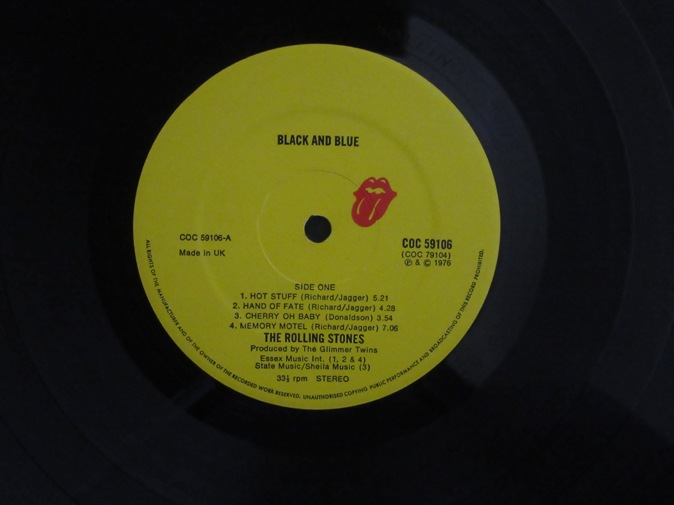 BLACK AND BLUE
COC 59106-A
Made in UK
COC 59106
(COC 79104)
℗ & © 1976
SIDE ONE
1. HOT STUFF (Richard/Jagger) 5.21
2. HAND OF FATE (Richard/Jagger) 4.28
3. CHERRY OH BABY (Donaldson) 3.54
4. MEMORY MOTEL (Richard/Jagger) 7.06
THE ROLLING STONES
Produced by The Glimmer Twins
Essex Music Int. (1, 2 & 4)
State Music/Sheila Music (3)
33⅓ rpm STEREO
ALL RIGHTS OF THE MANUFACTURER AND OF THE OWNER OF THE RECORDED WORK RESERVED. UNAUTHORISED COPYING PUBLIC PERFORMANCE AND BROADCASTING OF THIS RECORD PROHIBITED.